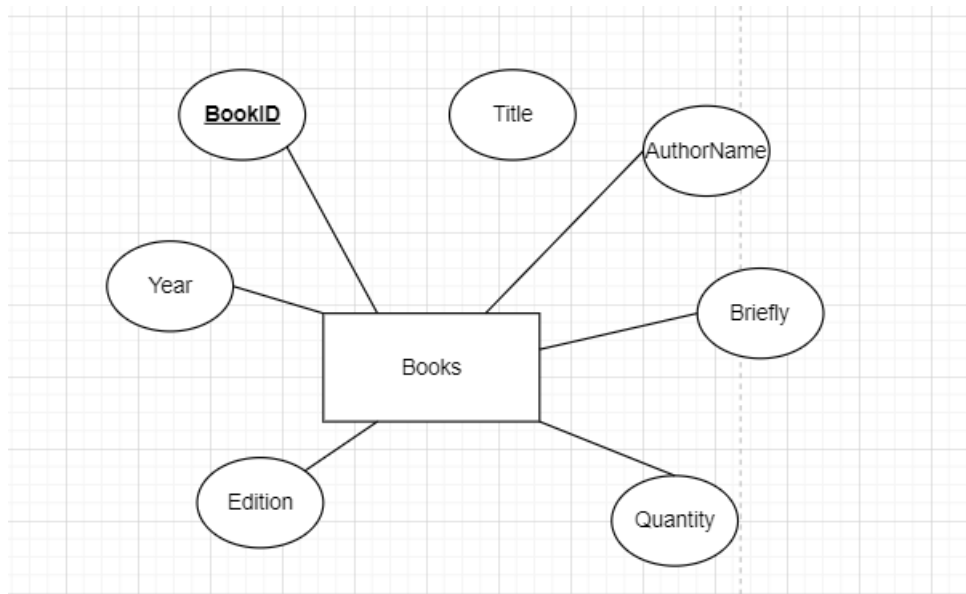 BookID
Title
AuthorName
Year
Briefly
Books
Edition
Quantity